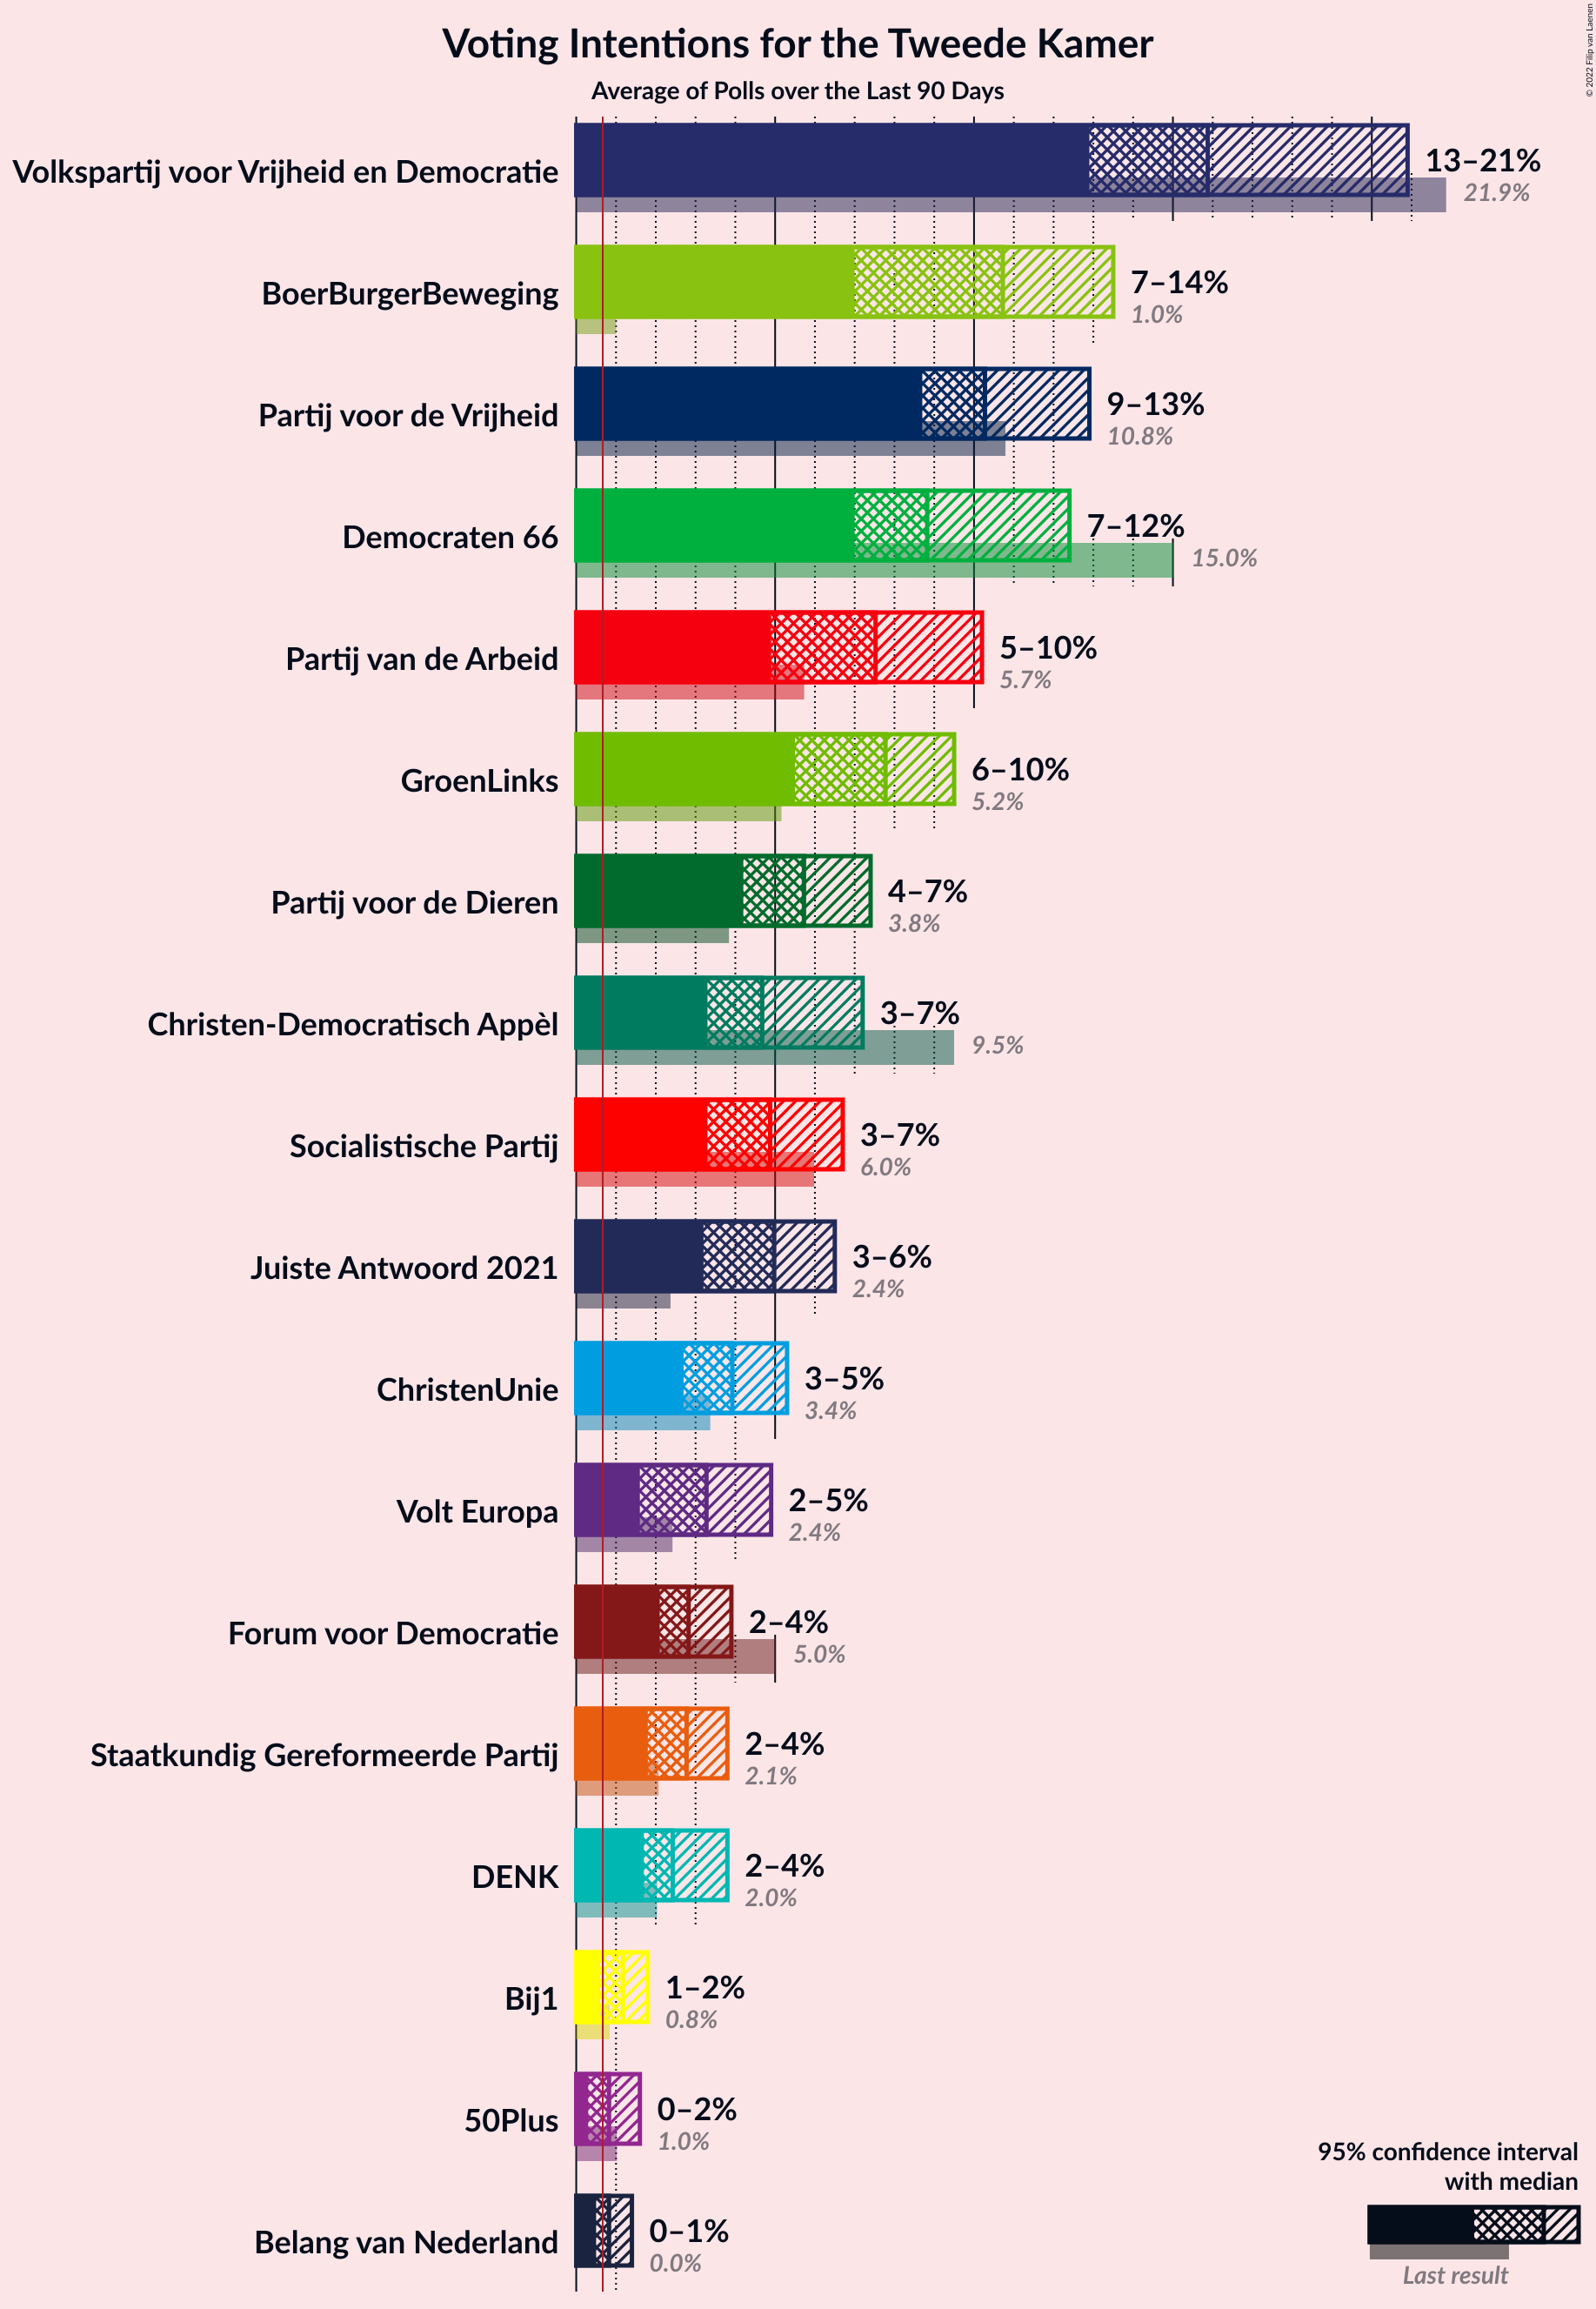 Voting Intentions for the Tweede Kamer
Average of Polls over the Last 90 Days
© 2022 Filip van Laenen
Volkspartij voor Vrijheid en Democratie
13–21%
21.9%
BoerBurgerBeweging
7–14%
1.0%
Partij voor de Vrijheid
9–13%
10.8%
Democraten 66
7–12%
15.0%
Partij van de Arbeid
5–10%
5.7%
GroenLinks
6–10%
5.2%
Partij voor de Dieren
4–7%
3.8%
Christen-Democratisch Appèl
3–7%
9.5%
Socialistische Partij
3–7%
6.0%
Juiste Antwoord 2021
3–6%
2.4%
ChristenUnie
3–5%
3.4%
Volt Europa
2–5%
2.4%
Forum voor Democratie
2–4%
5.0%
Staatkundig Gereformeerde Partij
2–4%
2.1%
DENK
2–4%
2.0%
Bij1
1–2%
0.8%
50Plus
0–2%
1.0%
Belang van Nederland
0–1%
0.0%
95% confidence interval
with median
Last result